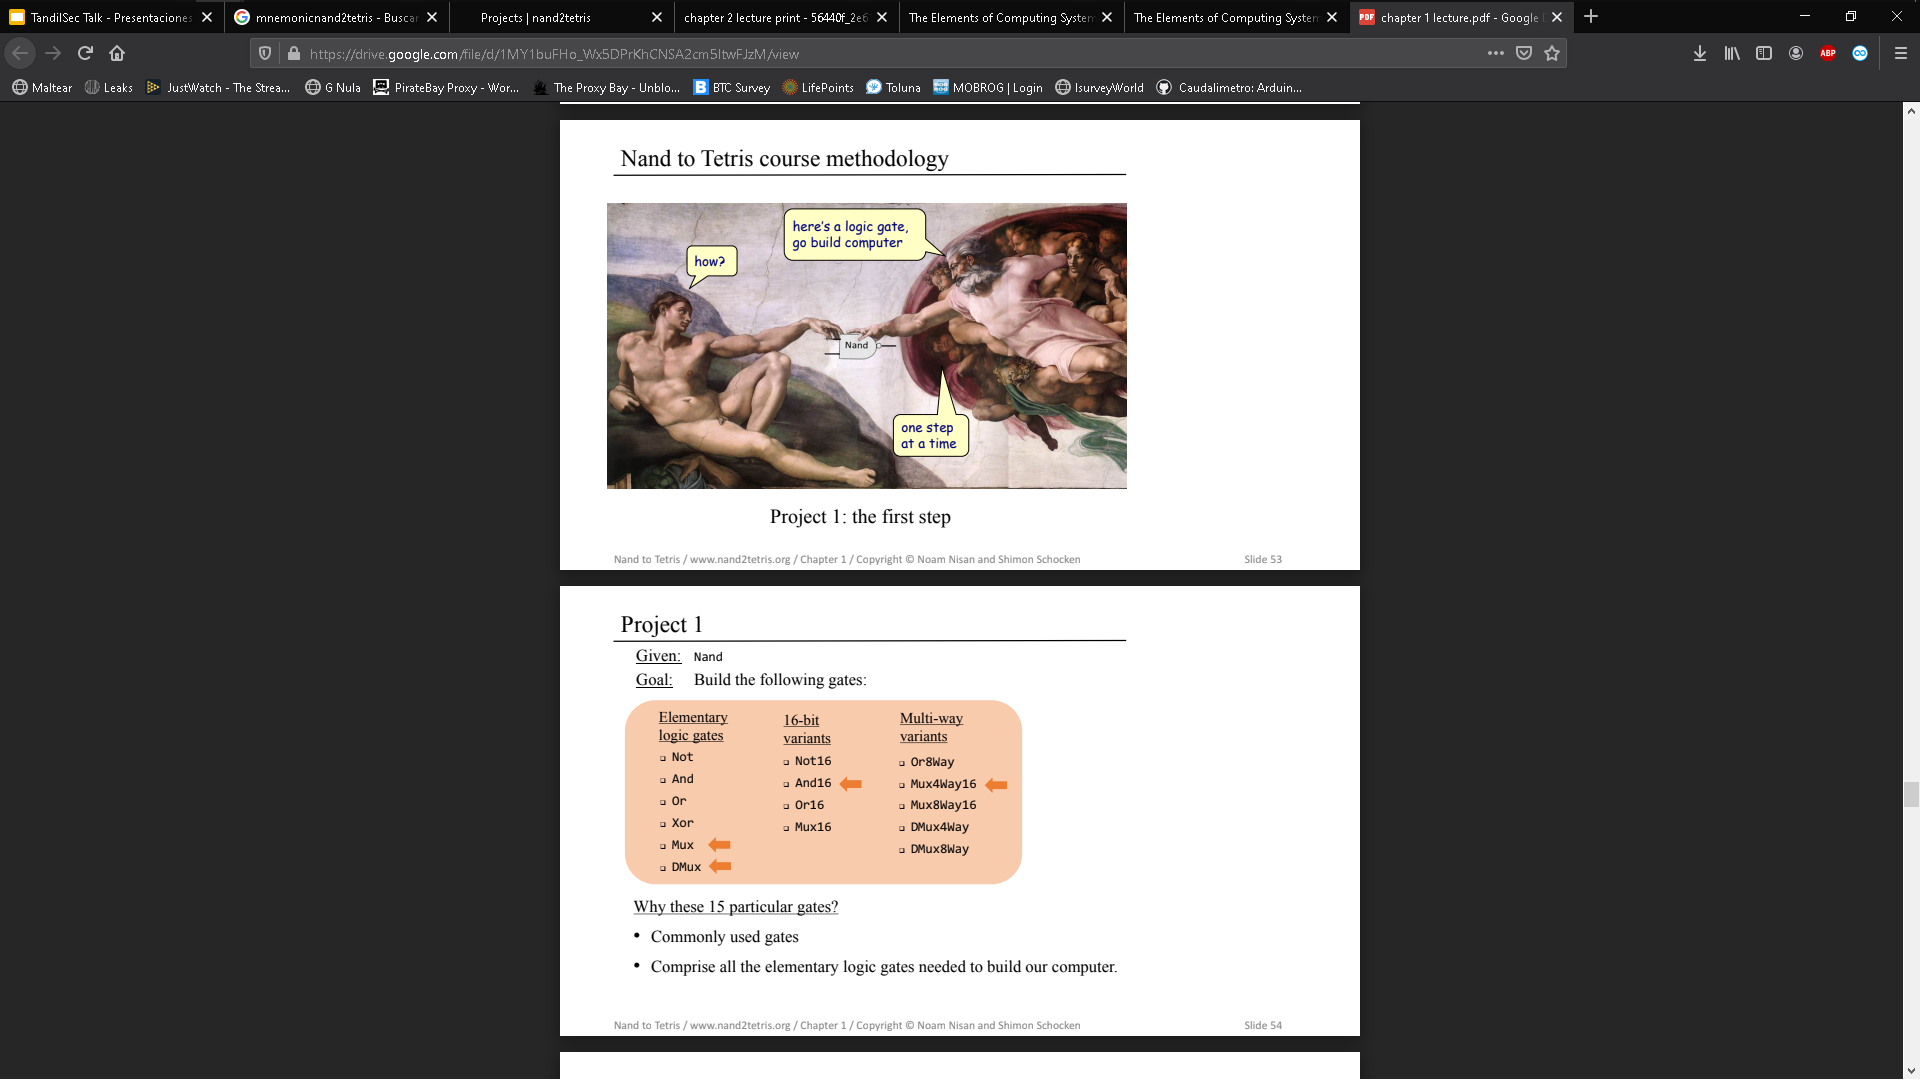 TandilSec Talk - Presentaciones
mnemonicnand2tetris - Buscar
Projects | nand2tetris
chapter 2 lecture print - 56440f_2e6
The Elements of Computing System
The Elements of Computing System
PDF chapter 1 lecture.pdf - Google D
https://drive.google.com/file/d/1MY1buFHo_Wx5DPrKhCNSA2cm5ItwFJzM/view
ABP
Maltear
Leaks
JustWatch - The Strea...
G Nula
PirateBay Proxy - Wor...
The Proxy Bay - Unblo...
BTC Survey
LifePoints
Toluna
MOBROG | Login
IsurveyWorld
Caudalimetro: Arduin...
Nand to Tetris course methodology
here's a logic gate,
go build computer
how?
Nand
one step
at a time
Project 1: the first step
Nand to Tetris / www.nand2tetris.org / Chapter 1 / Copyright © Noam Nisan and Shimon Schocken
Slide 53
Project 1
Given: Nand
Goal: Build the following gates:
Elementary
logic gates
Not
And
Or
Xor
Mux
DMux
16-bit
variants
Not16
And16
Or16
Mux16
Multi-way
variants
Or8Way
Mux4Way16
Mux8Way16
DMux4Way
DMux8Way
Why these 15 particular gates?
• Commonly used gates
• Comprise all the elementary logic gates needed to build our computer.
Nand to Tetris / www.nand2tetris.org / Chapter 1 / Copyright © Noam Nisan and Shimon Schocken
Slide 54